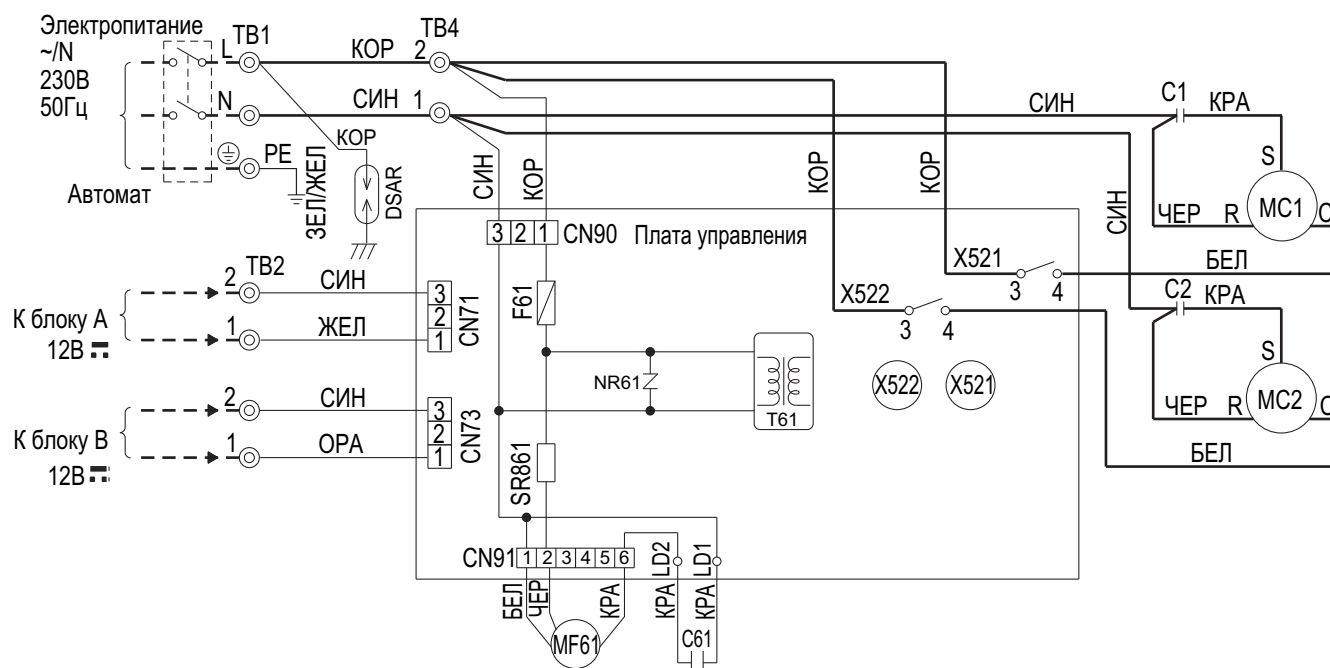 Электропитание
~/N
230В
50Гц
Автомат
L
N
PE
TB1
КОР
СИН
КОР
ЗЕЛ/ЖЕЛ
DSAR
TB4
2
1
СИН
КОР
КОР
КОР
СИН
СИН
C1
КРА
S
MC1
ЧЕР
R
C
БЕЛ
C2
КРА
S
MC2
ЧЕР
R
C
БЕЛ
3 2 1
CN90
Плата управления
X521
3 4
X522
3 4
X522
X521
F61
NR61
T61
SR861
К блоку А
12В
2
TB2
СИН
1
ЖЕЛ
3
2
1
CN71
К блоку В
12В
2
СИН
1
ОРА
3
2
1
CN73
CN91
1 2 3 4 5 6
LD2
LD1
БЕЛ
ЧЕР
КРА
КРА
КРА
MF61
C61